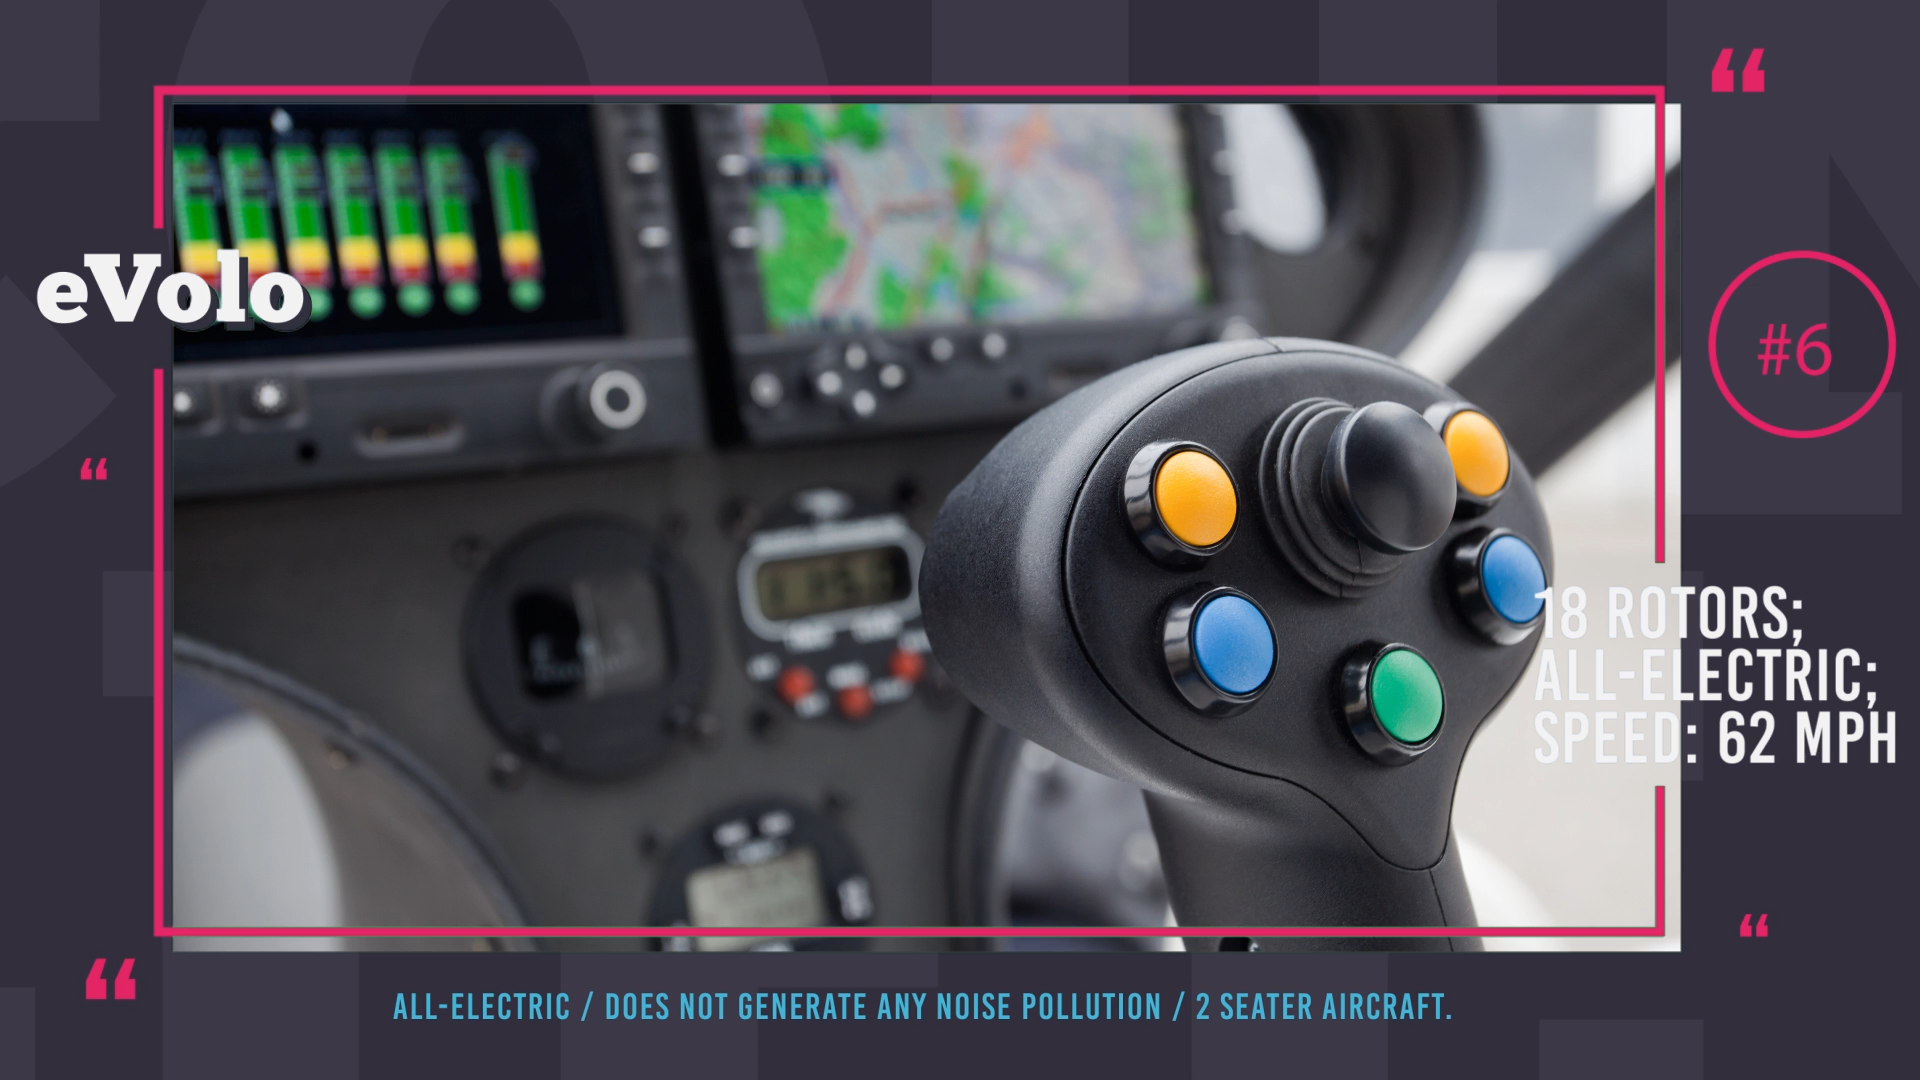 eVolo
#6
18 ROTORS;
ALL-ELECTRIC;
SPEED: 62 MPH
ALL-ELECTRIC / DOES NOT GENERATE ANY NOISE POLLUTION / 2 SEATER AIRCRAFT.